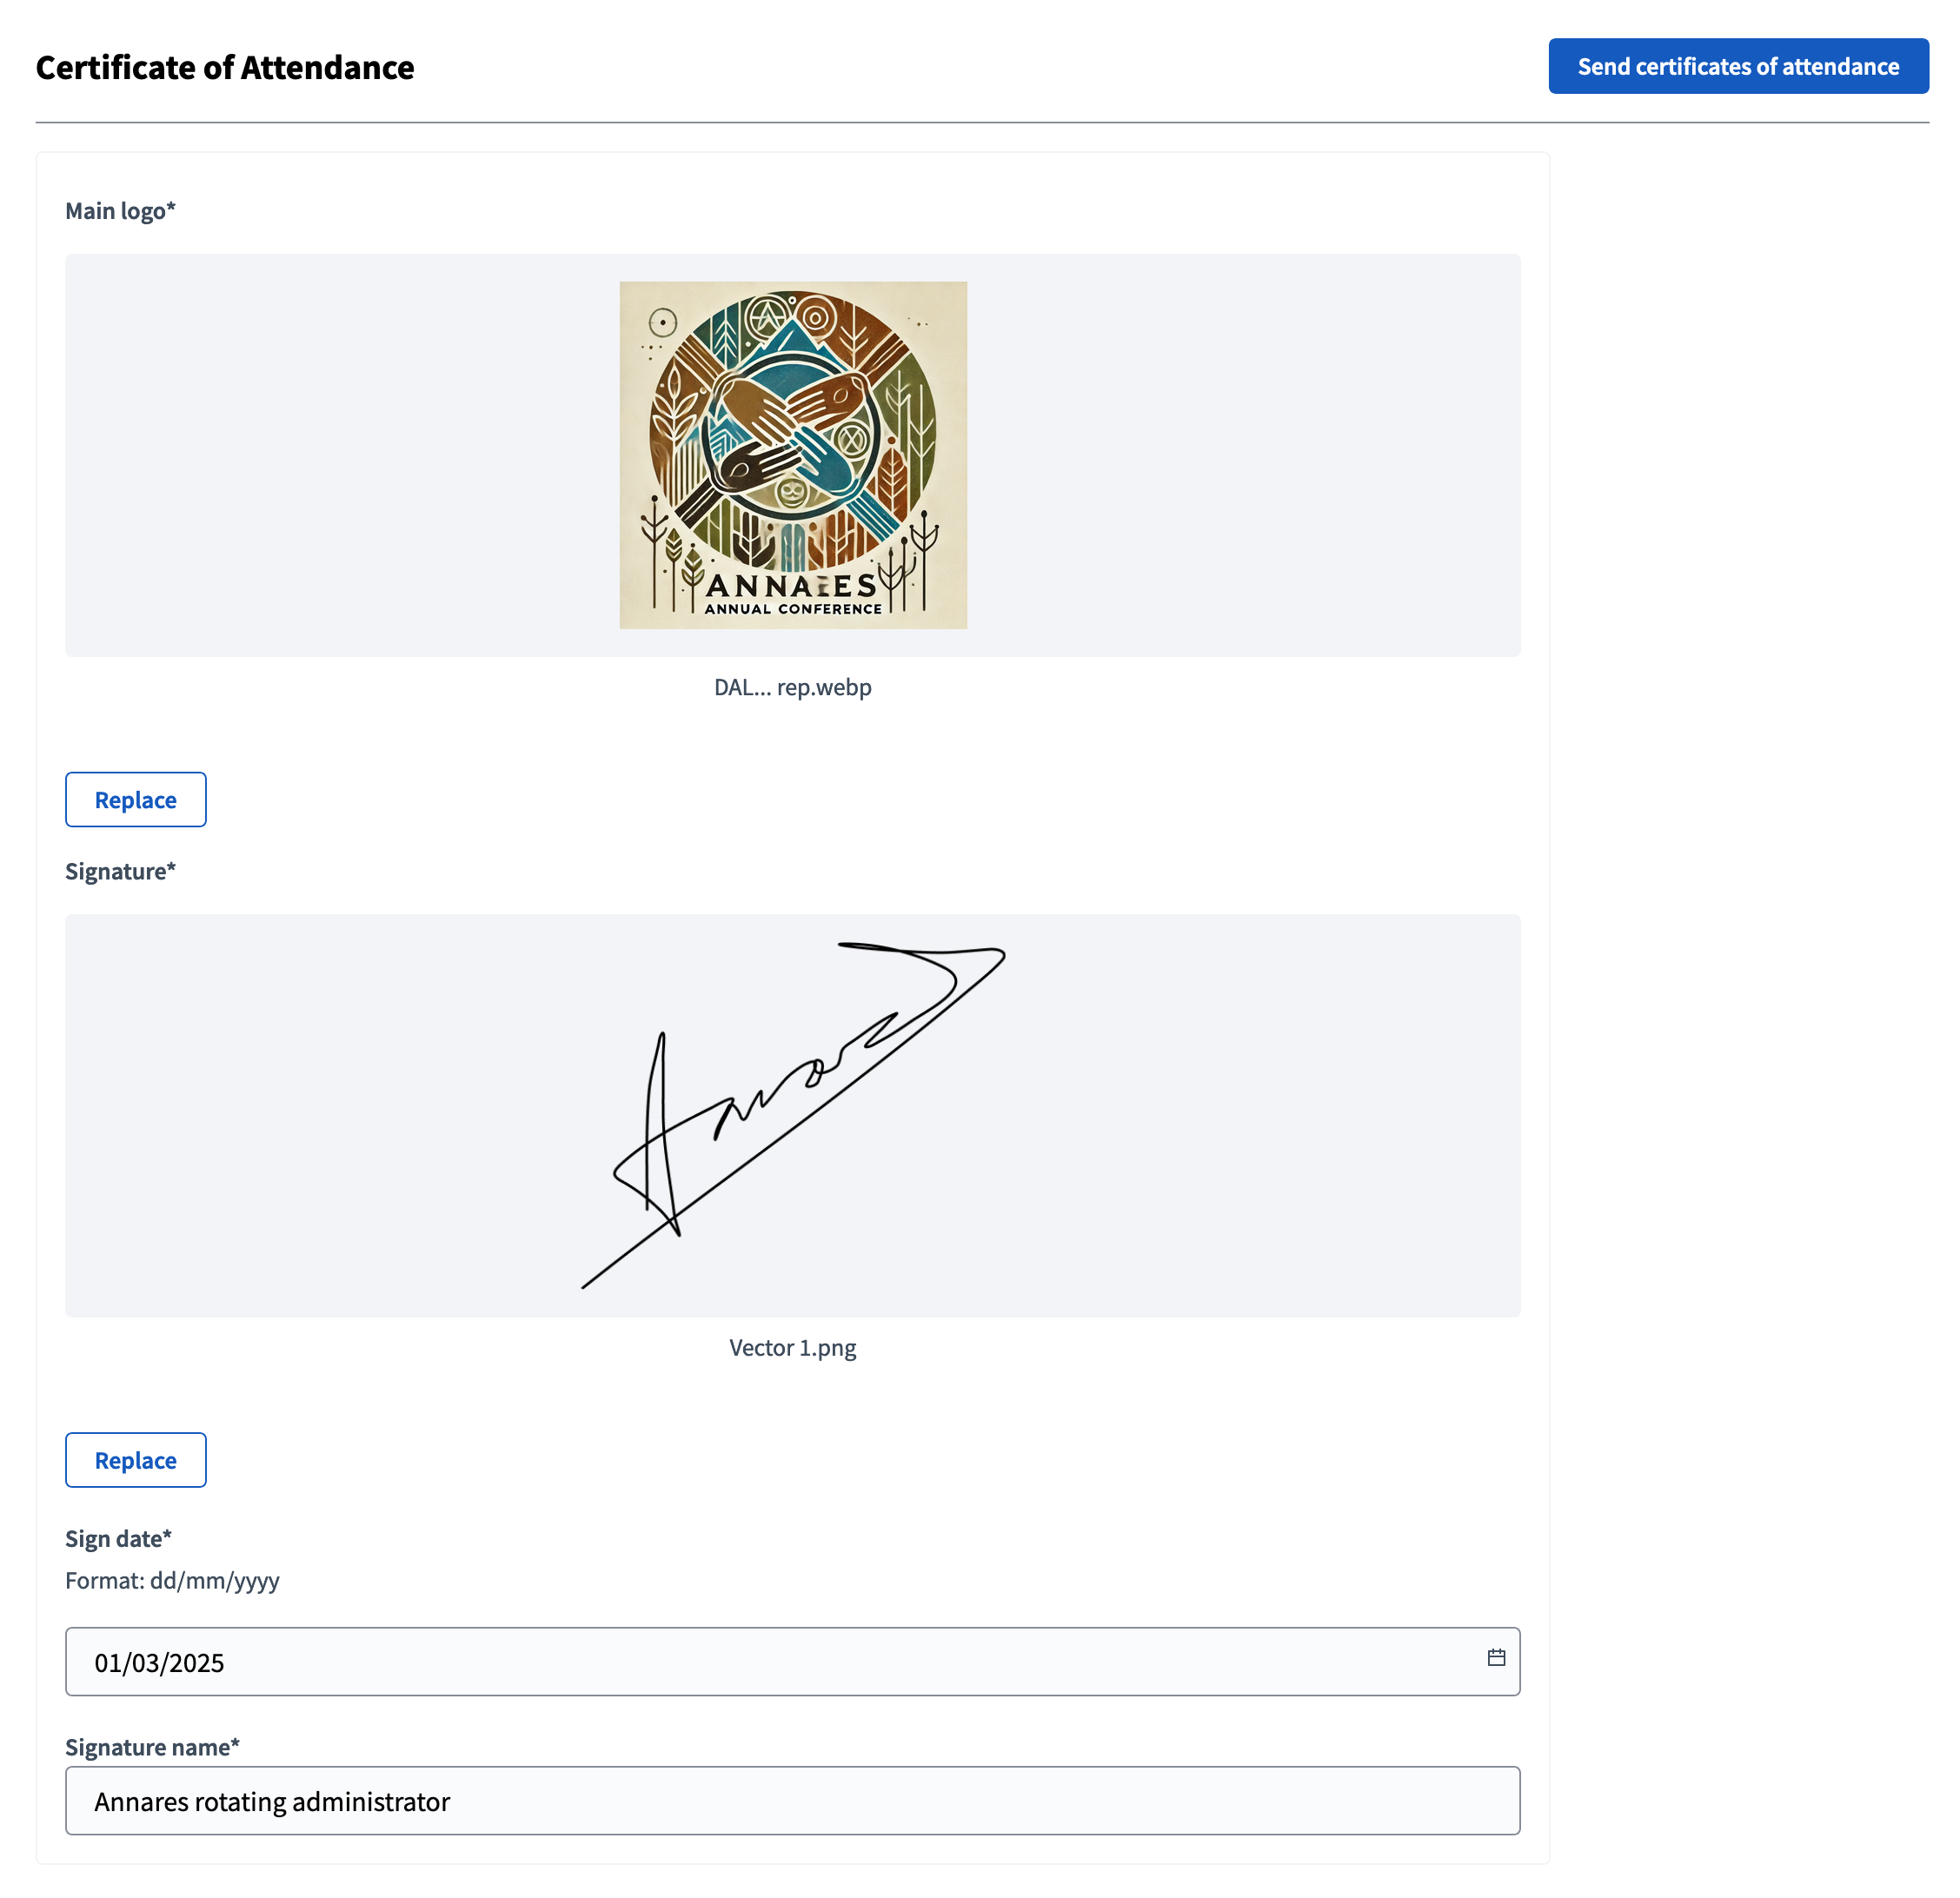 Certificate of Attendance
Send certificates of attendance
Main logo*
ANNUAL CONFERENCE
DAL... rep.webp
Replace
Signature*
Vector 1.png
Replace
Sign date*
Format: dd/mm/yyyy
01/03/2025
Signature name*
Annares rotating administrator